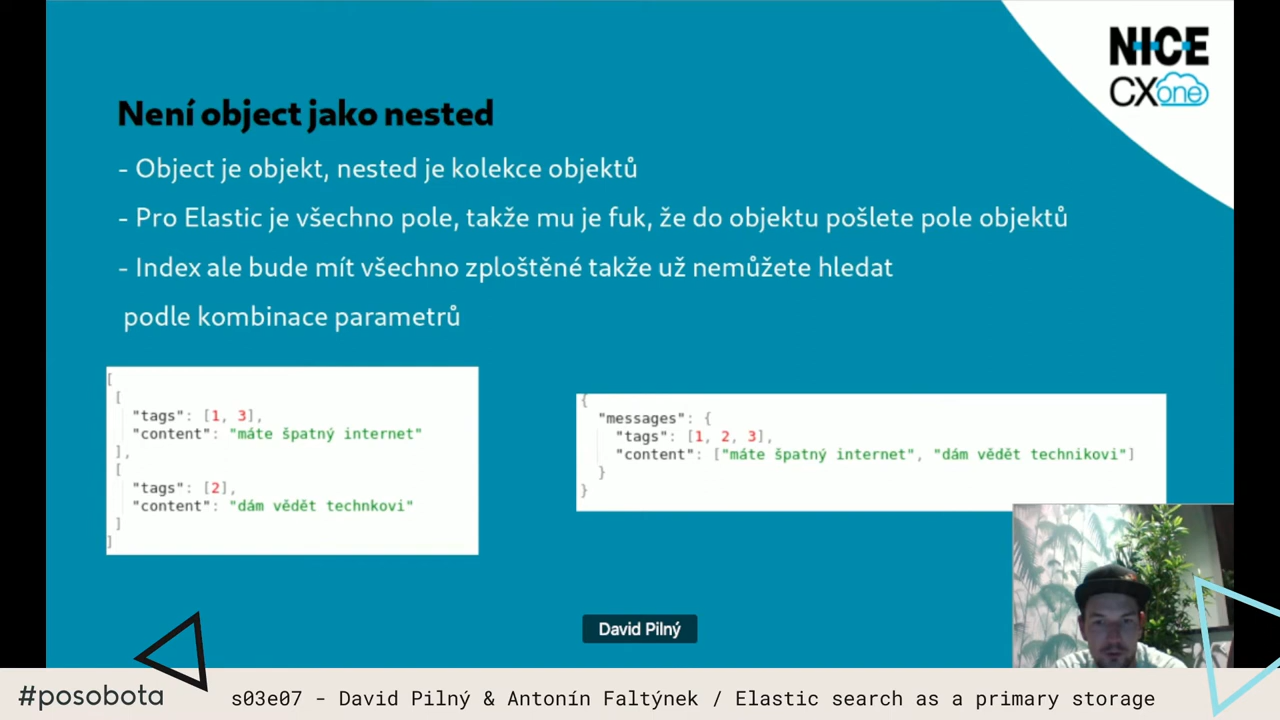 NICE
CXone
Není object jako nested
- Object je objekt, nested je kolekce objektů
- Pro Elastic je všechno pole, takže mu je fuk, že do objektu pošlete pole objektů
- Index ale bude mít všechno zploštěné takže už nemůžete hledat
podle kombinace parametrů
[
[
"tags": [1, 3],
"content": "máte špatný internet"
],
[
"tags": [2],
"content": "dám vědět technkovi"
]
]
{
"messages": {
"tags": [1, 2, 3],
"content": ["máte špatný internet", "dám vědět technikovi"]
}
}
David Pilný
#posobota
s03e07 - David Pilný & Antonín Faltýnek / Elastic search as a primary storage